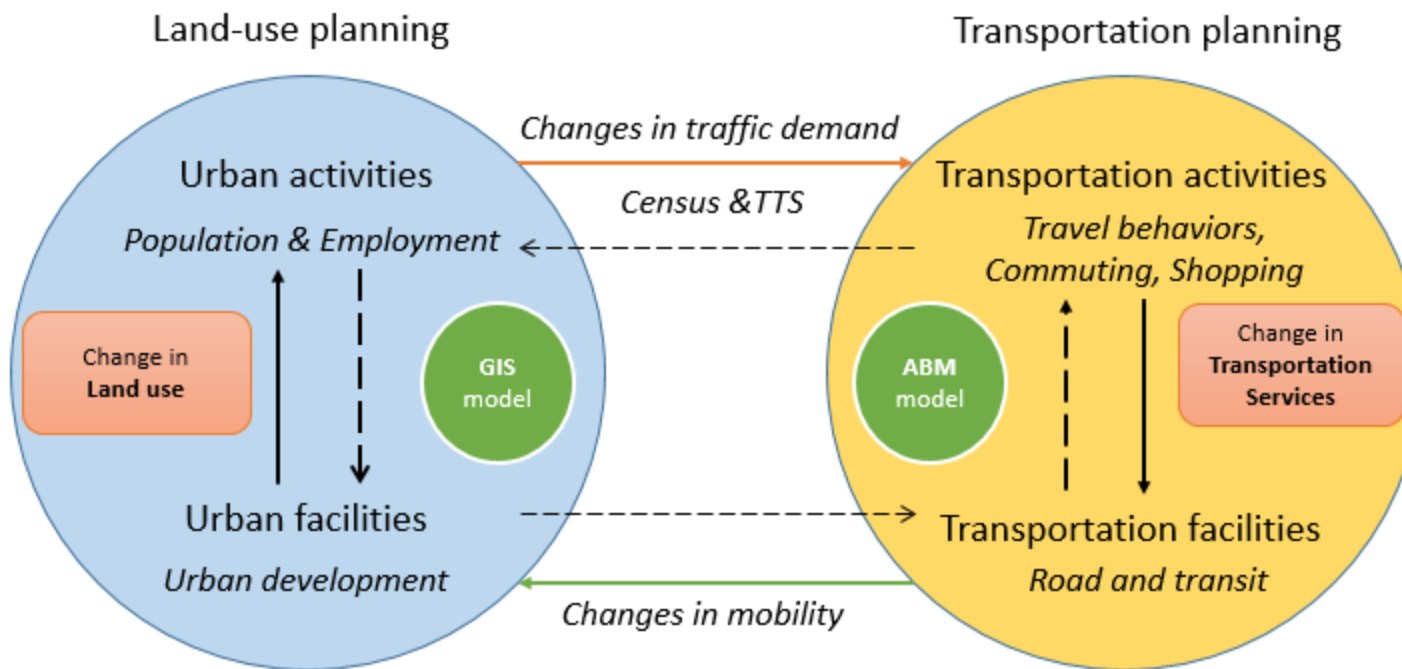 Land-use planning
Transportation planning
Changes in traffic demand
Urban activities
Transportation activities
Census &TTS
Population & Employment
Travel behaviors,
Commuting, Shopping
Change in
Land use
GIS
model
ABM
model
Change in
Transportation
Services
Urban facilities
Transportation facilities
Urban development
Road and transit
Changes in mobility